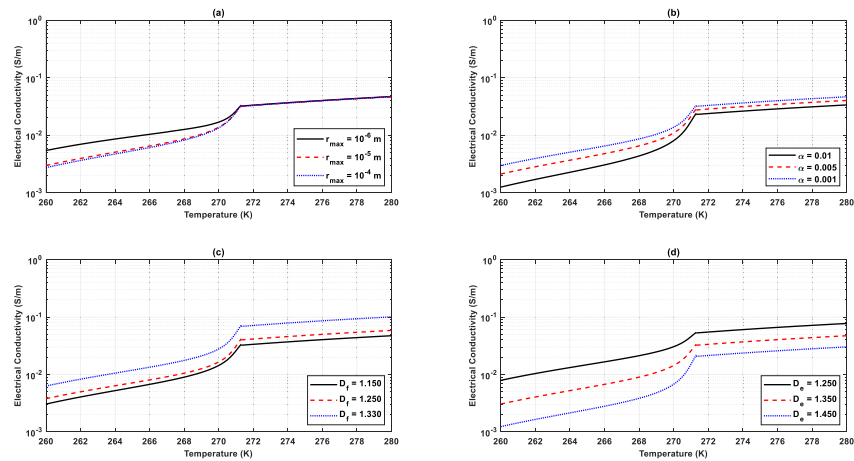 (a)
Electrical Conductivity (S/m)
10^0
10^-1
10^-2
10^-3
260 262 264 266 268 270 272 274 276 278 280
Temperature (K)
r_max = 10^-6 m
r_max = 10^-5 m
r_max = 10^-4 m
(b)
Electrical Conductivity (S/m)
10^0
10^-1
10^-2
10^-3
260 262 264 266 268 270 272 274 276 278 280
Temperature (K)
α = 0.01
α = 0.005
α = 0.001
(c)
Electrical Conductivity (S/m)
10^0
10^-1
10^-2
10^-3
260 262 264 266 268 270 272 274 276 278 280
Temperature (K)
D_f = 1.150
D_f = 1.250
D_f = 1.330
(d)
Electrical Conductivity (S/m)
10^0
10^-1
10^-2
10^-3
260 262 264 266 268 270 272 274 276 278 280
Temperature (K)
D_e = 1.250
D_e = 1.350
D_e = 1.450